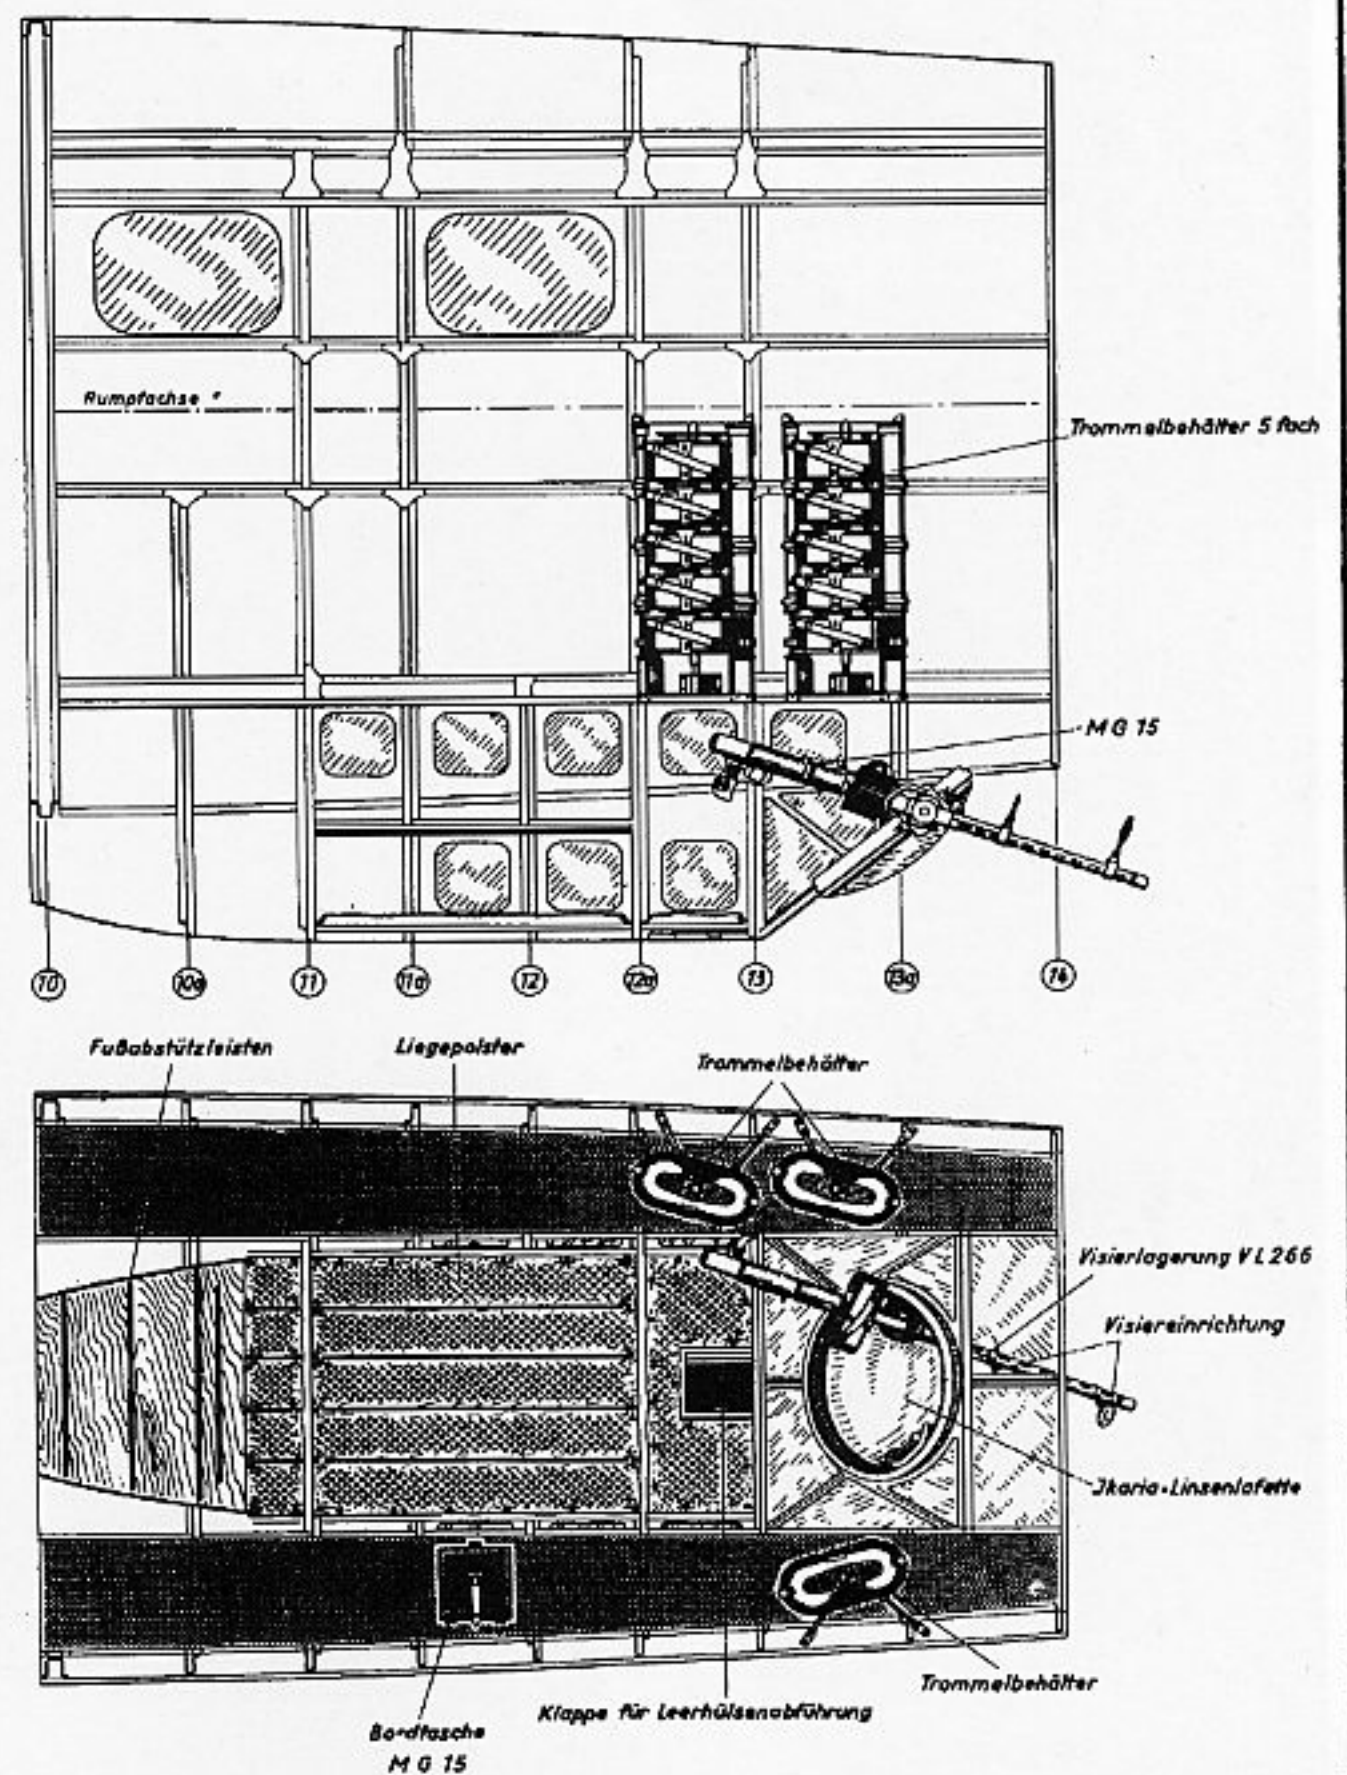 Rumpfachse
Trommelbehälter 5 fach
MG 15
10
10a
11
11a
12
12a
13
13a
14
Fußabstützleisten
Liegepolster
Trommelbehälter
Visierlagerung VL 266
Visiereinrichtung
Jkaria-Linsenlafette
Trommelbehälter
Klappe für Leerhülsenabführung
Bordtasche
MG 15